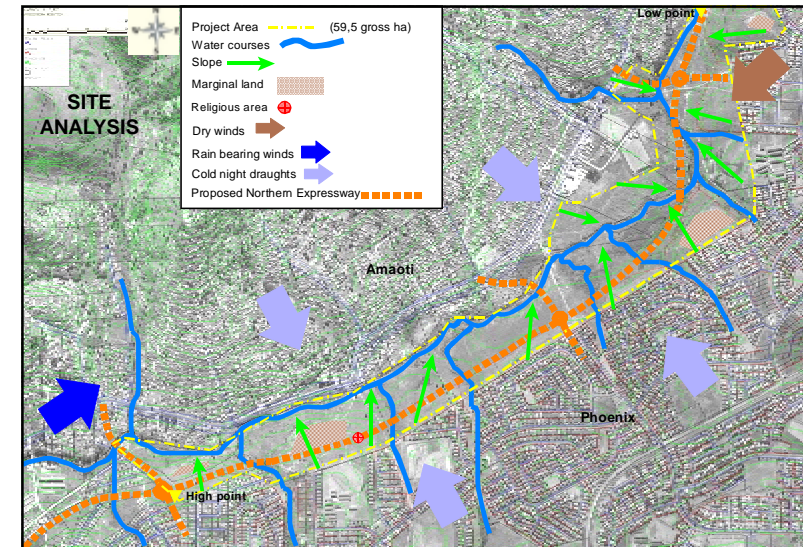 SITE
ANALYSIS
Project Area (59,5 gross ha)
Water courses
Slope
Marginal land
Religious area
Dry winds
Rain bearing winds
Cold night draughts
Proposed Northern Expressway
Low point
Amaoti
Phoenix
High point